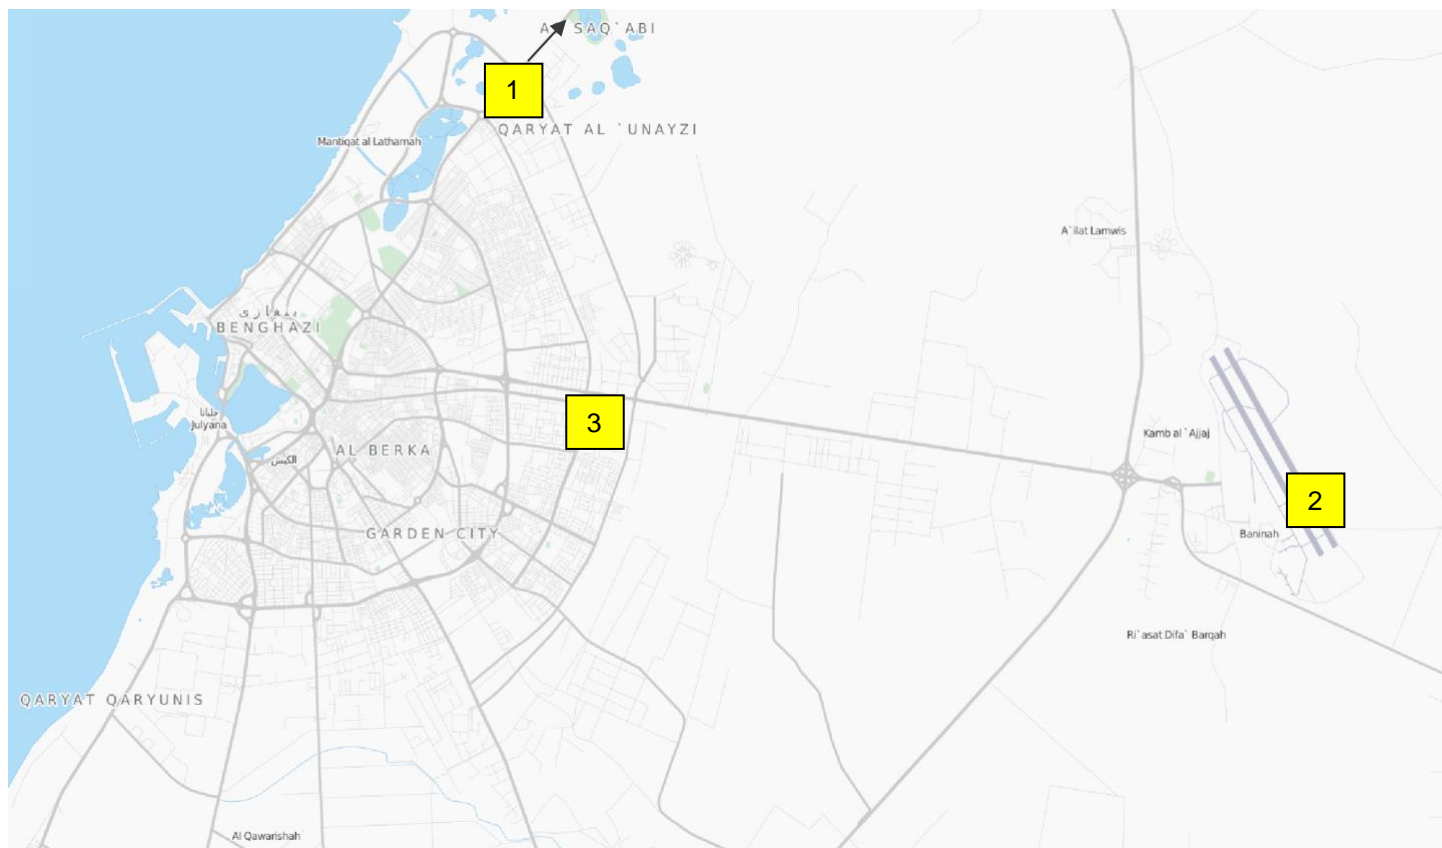 A SAQ`ABI
1
QARYAT AL `UNAYZI
Mantiqat al Lathamah
A`ilat Lamwis
بنغازى
BENGHAZI
3
جليانا
Julyana
Kamb al `Ajjaj
AL BERKA
الكيش
2
GARDEN CITY
Baninah
Ri`asat Difa` Barqah
QARYAT QARYUNIS
Al Qawarishah